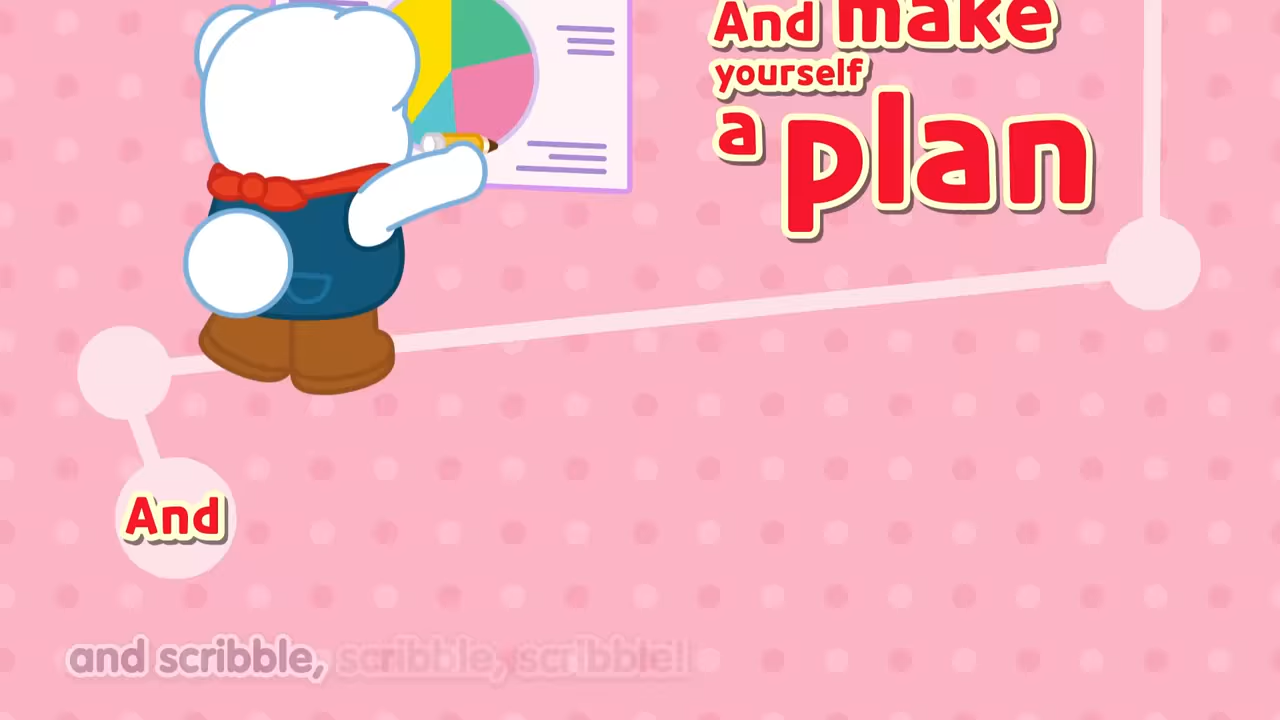 And make
yourself
a plan
And
and scribble, scribble, scribble!